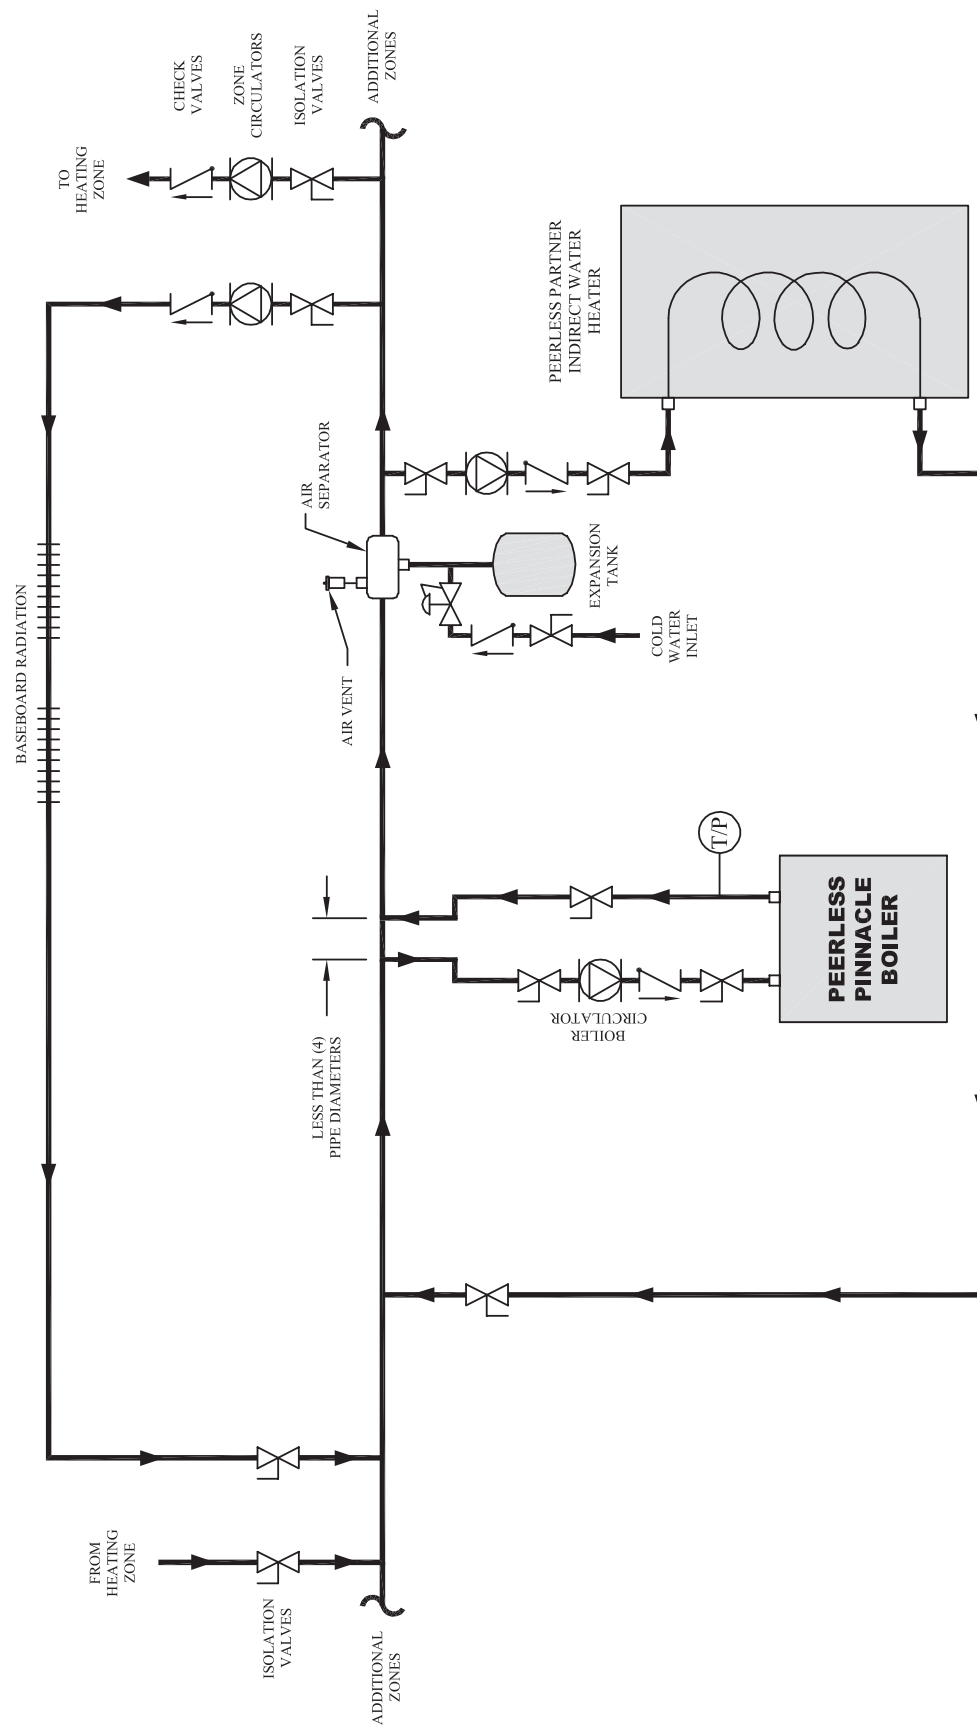 TO
HEATING
ZONE
CHECK
VALVES
ZONE
CIRCULATORS
ISOLATION
VALVES
ADDITIONAL
ZONES
BASEBOARD RADIATION
AIR
SEPARATOR
AIR VENT
PEERLESS PARTNER
INDIRECT WATER
HEATER
EXPANSION
TANK
COLD
WATER
INLET
LESS THAN (4)
PIPE DIAMETERS
T/P
BOILER
CIRCULATOR
PEERLESS
PINNACLE
BOILER
FROM
HEATING
ZONE
ISOLATION
VALVES
ADDITIONAL
ZONES